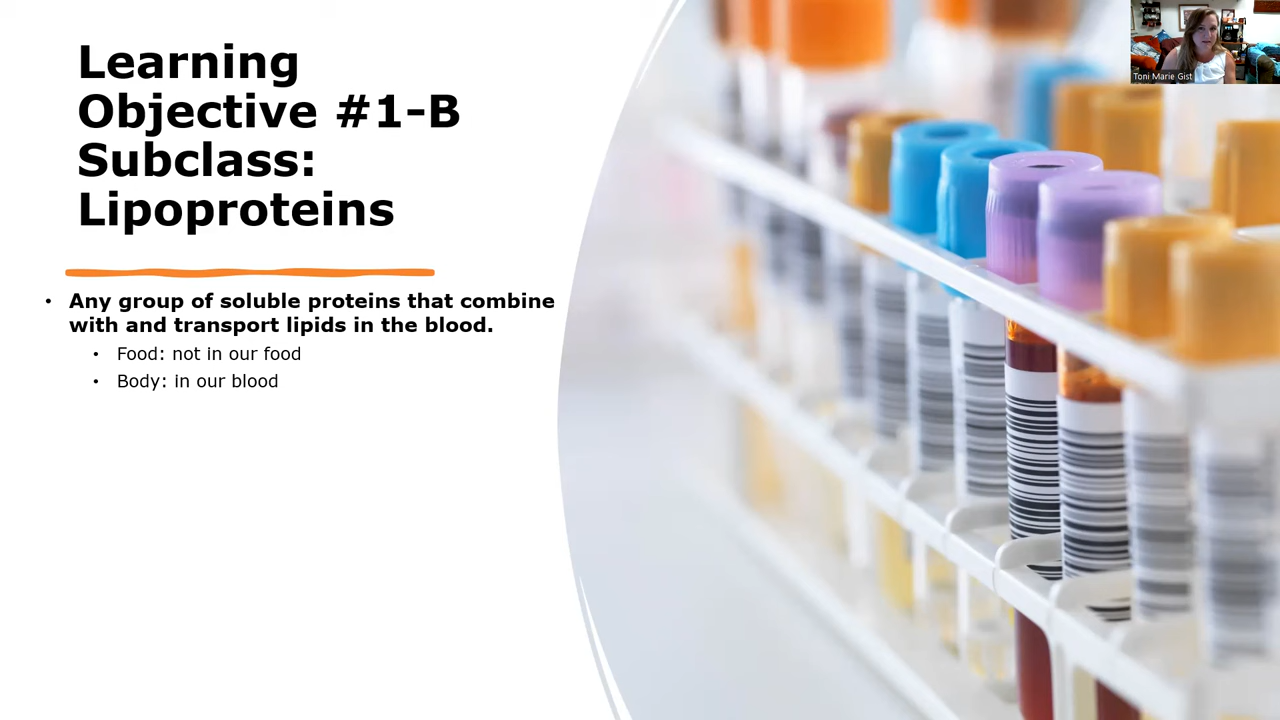 Learning
Objective #1-B
Subclass:
Lipoproteins
• Any group of soluble proteins that combine
with and transport lipids in the blood.
• Food: not in our food
• Body: in our blood
Toni Marie Gist